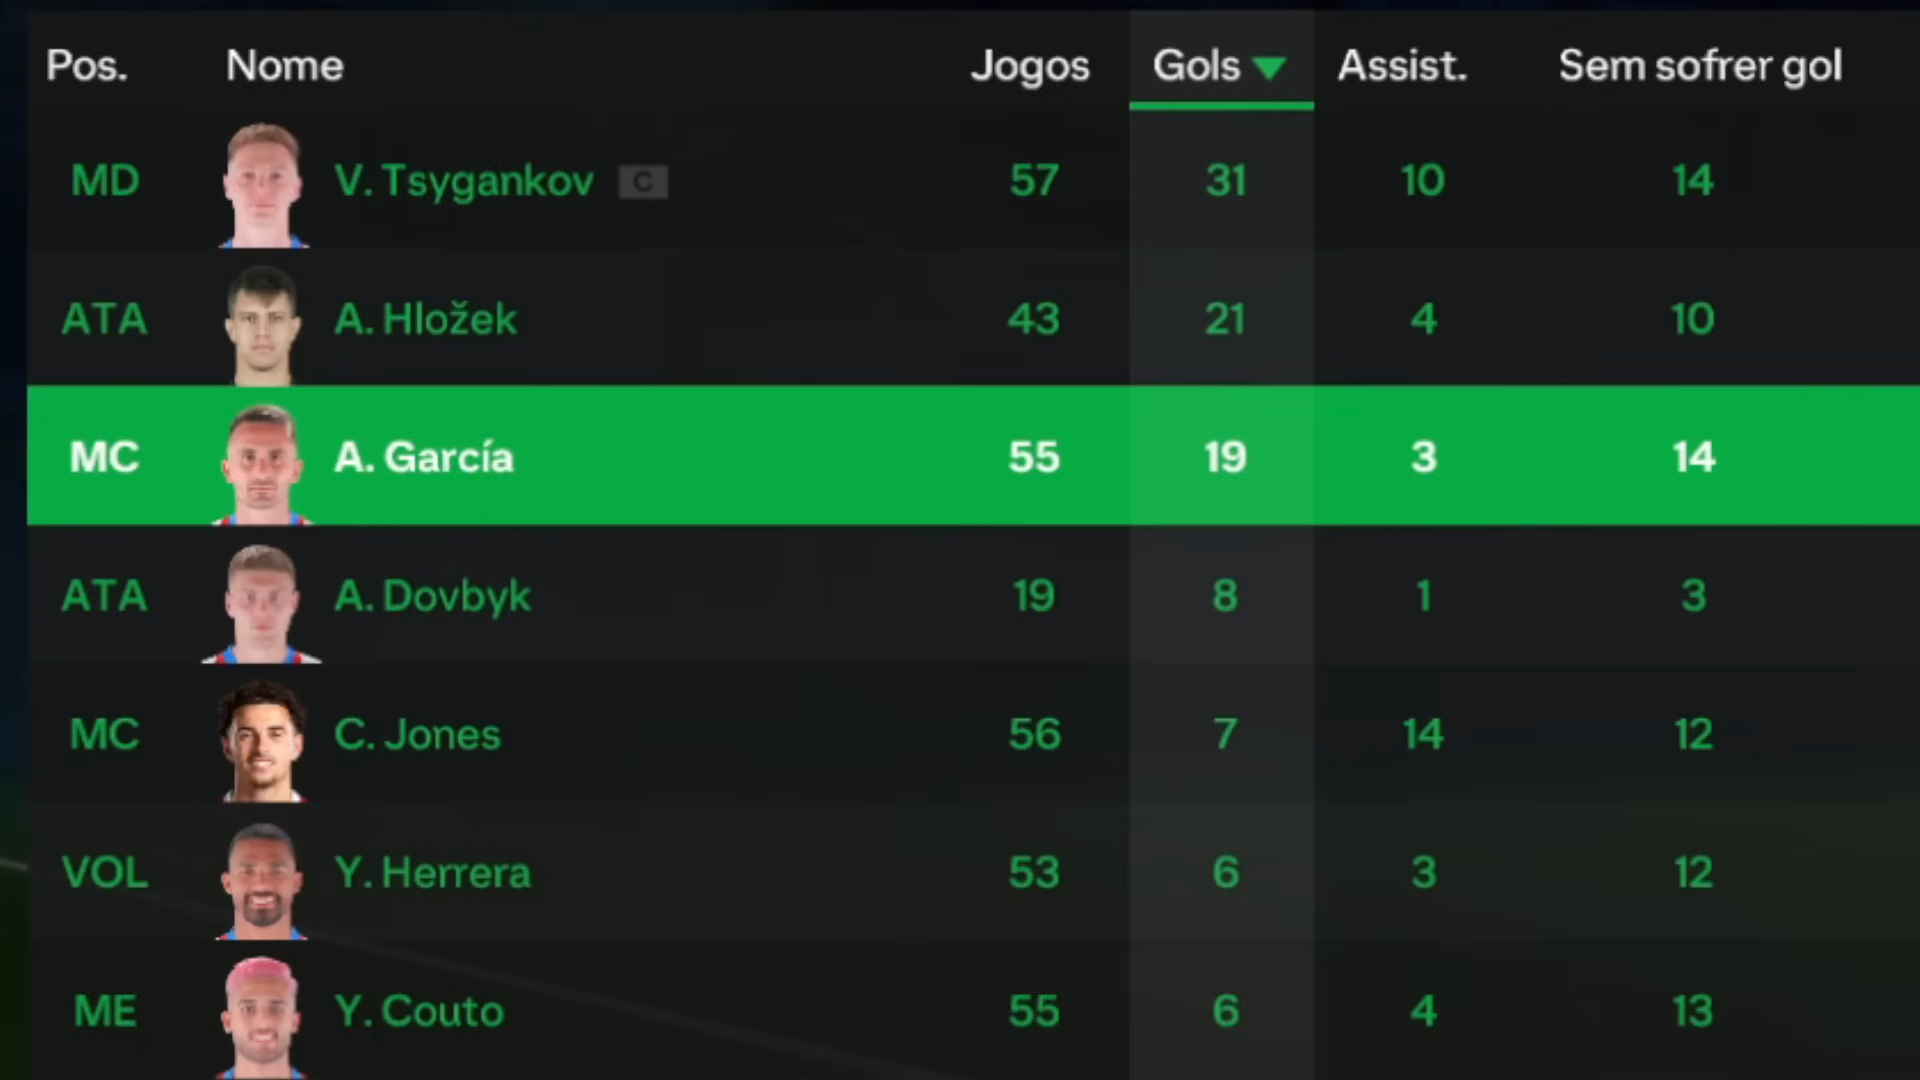 Pos. Nome Jogos Gols Assist. Sem sofrer gol
MD V. Tsygankov C 57 31 10 14
ATA A. Hložek 43 21 4 10
MC A. García 55 19 3 14
ATA A. Dovbyk 19 8 1 3
MC C. Jones 56 7 14 12
VOL Y. Herrera 53 6 3 12
ME Y. Couto 55 6 4 13